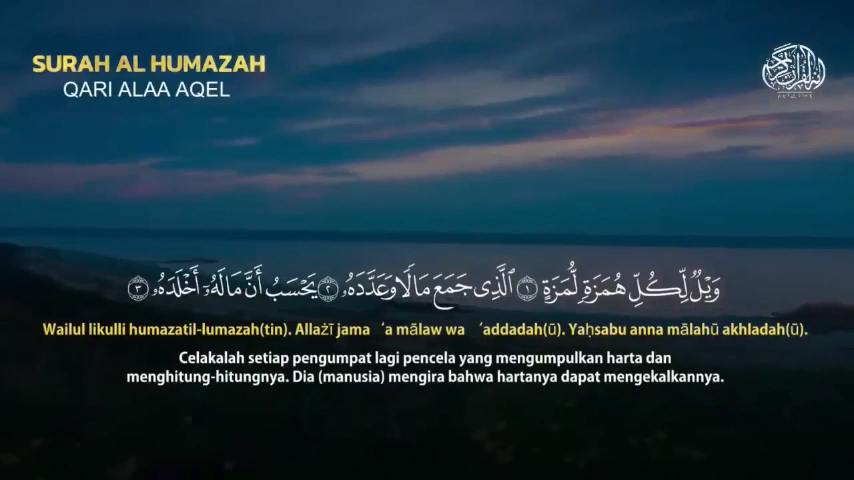 SURAH AL HUMAZAH
QARI ALAA AQEL
وَيْلٌ لِّكُلِّ هُمَزَةٍ لُّمَزَةٍ ۝١ الَّذِي جَمَعَ مَالًا وَعَدَّدَهُۥ ۝٢ يَحْسَبُ أَنَّ مَالَهُۥٓ أَخْلَدَهُۥ ۝٣
Wailul likulli humazatil-lumazah(tin). Allażī jama ‘a mālaw wa ‘addadah(ū). Yaḥsabu anna mālahū akhladah(ū).
Celakalah setiap pengumpat lagi pencela yang mengumpulkan harta dan
menghitung-hitungnya. Dia (manusia) mengira bahwa hartanya dapat mengekalkannya.